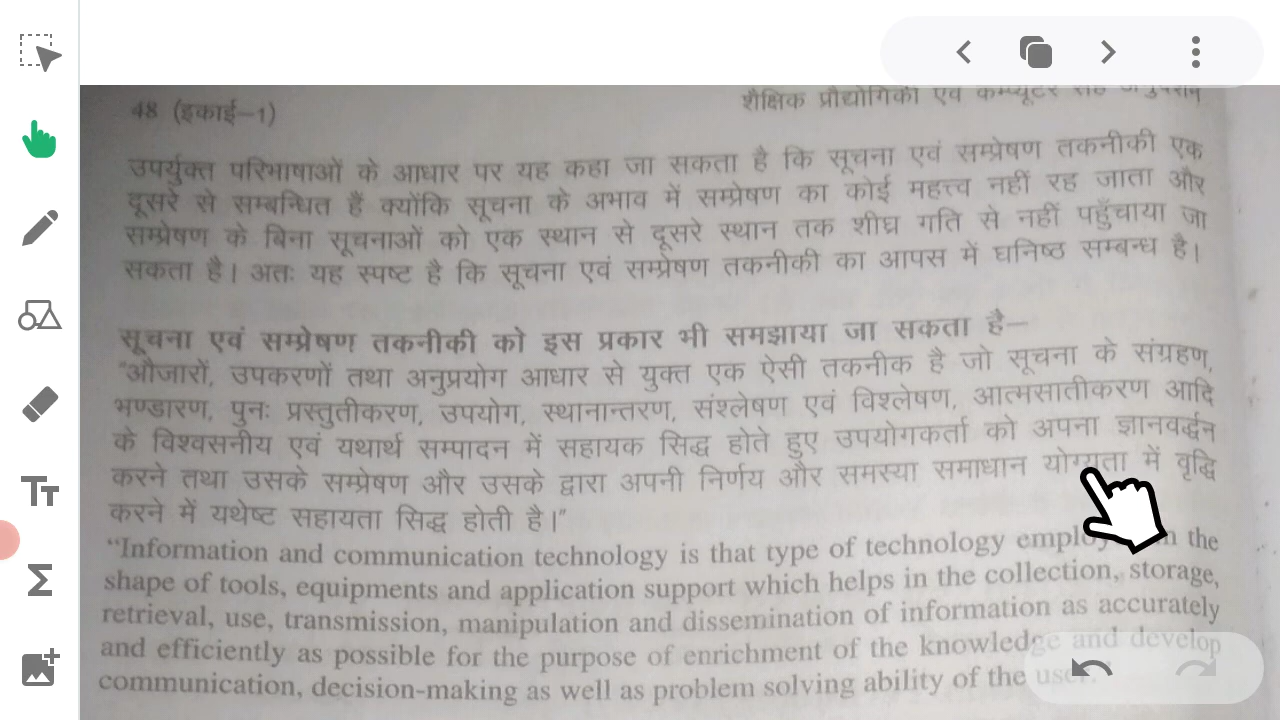 48 (इकाई–1)
शैक्षिक प्रौद्योगिकी एवं कम्प्यूटर सह
उपर्युक्त परिभाषाओं के आधार पर यह कहा जा सकता है कि सूचना एवं सम्प्रेषण तकनीकी एक
दूसरे से सम्बन्धित हैं क्योंकि सूचना के अभाव में सम्प्रेषण का कोई महत्त्व नहीं रह जाता और
सम्प्रेषण के बिना सूचनाओं को एक स्थान से दूसरे स्थान तक शीघ्र गति से नहीं पहुँचाया जा
सकता है। अतः यह स्पष्ट है कि सूचना एवं सम्प्रेषण तकनीकी का आपस में घनिष्ठ सम्बन्ध है।
सूचना एवं सम्प्रेषण तकनीकी को इस प्रकार भी समझाया जा सकता है–
"औजारों, उपकरणों तथा अनुप्रयोग आधार से युक्त एक ऐसी तकनीक है जो सूचना के संग्रहण,
भण्डारण, पुनः प्रस्तुतीकरण, उपयोग, स्थानान्तरण, संश्लेषण एवं विश्लेषण, आत्मसातीकरण आदि
के विश्वसनीय एवं यथार्थ सम्पादन में सहायक सिद्ध होते हुए उपयोगकर्ता को अपना ज्ञानवर्द्धन
करने तथा उसके सम्प्रेषण और उसके द्वारा अपनी निर्णय और समस्या समाधान योग्यता में वृद्धि
करने में यथेष्ट सहायता सिद्ध होती है।"
"Information and communication technology is that type of technology the
shape of tools, equipments and application support which helps in the collection, storage,
retrieval, use, transmission, manipulation and dissemination of information as accurately
and efficiently as possible for the purpose of enrichment of the knowledge and develop
communication, decision-making as well as problem solving ability of the